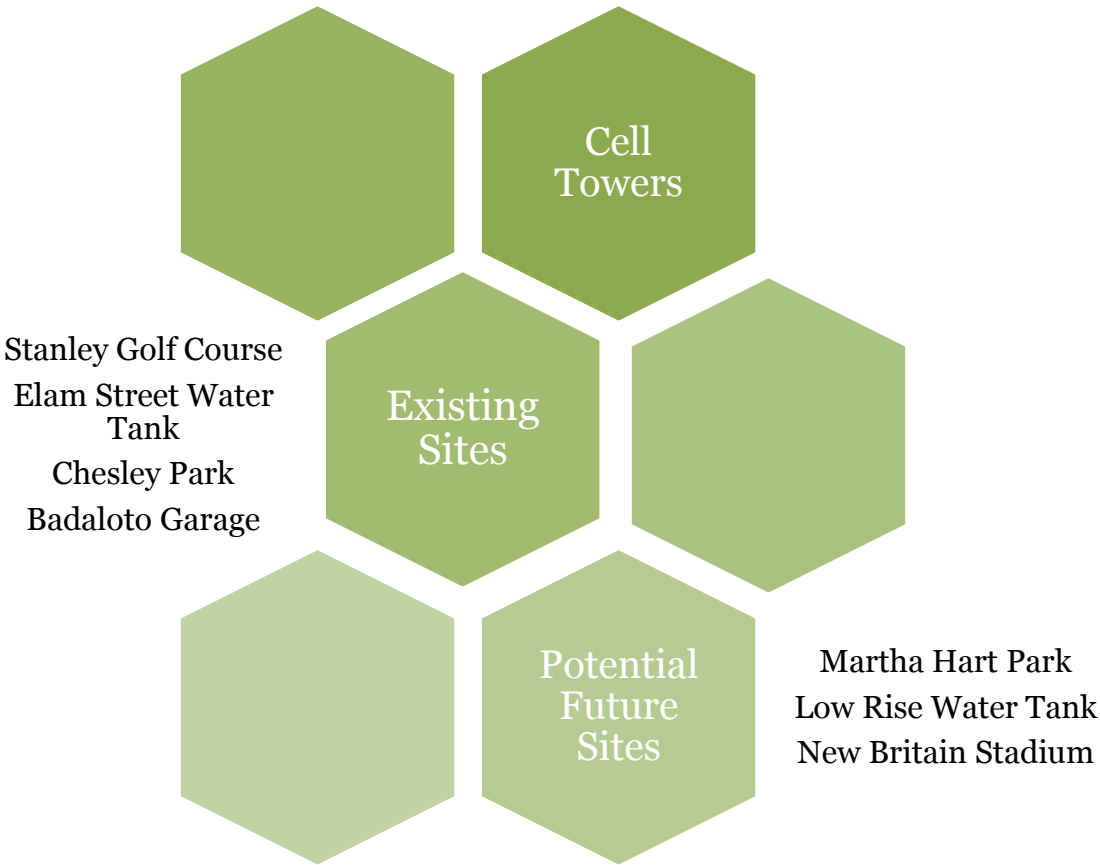 Cell
Towers
Stanley Golf Course
Elam Street Water
Tank
Chesley Park
Badaloto Garage
Existing
Sites
Potential
Future
Sites
Martha Hart Park
Low Rise Water Tank
New Britain Stadium